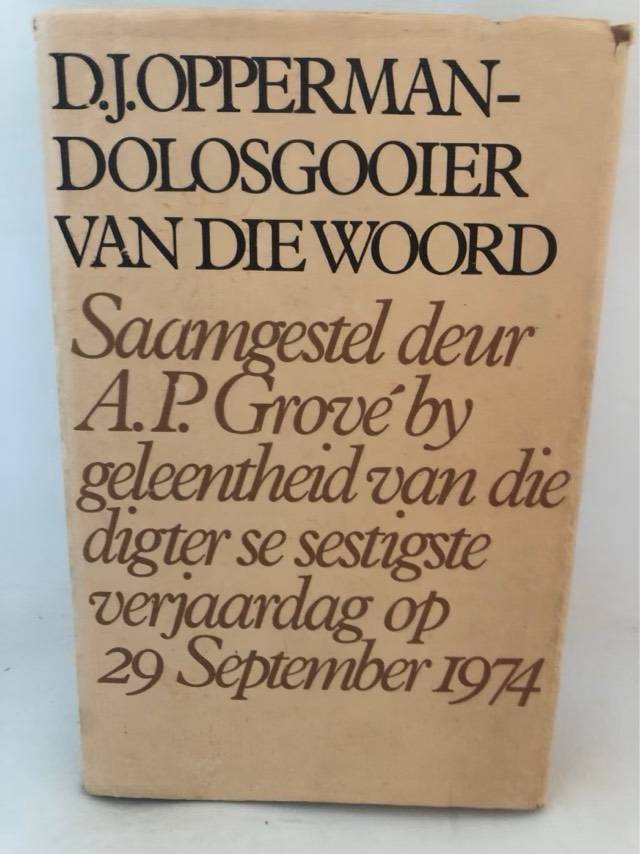 D.J.OPPERMAN-
DOLOSGOOIER
VAN DIE WOORD
Saamgestel deur
A.P. Grové by
geleentheid van die
digter se sestigste
verjaardag op
29 September 1974